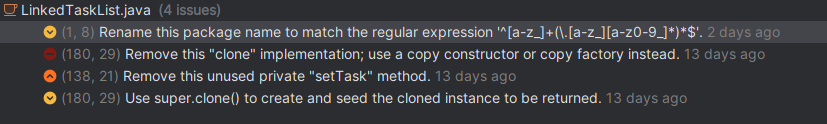 LinkedTaskList.java (4 issues)
(1, 8) Rename this package name to match the regular expression '^[a-z_]+(\.[a-z_][a-z0-9_]*)*$'. 2 days ago
(180, 29) Remove this "clone" implementation; use a copy constructor or copy factory instead. 13 days ago
(138, 21) Remove this unused private "setTask" method. 13 days ago
(180, 29) Use super.clone() to create and seed the cloned instance to be returned. 13 days ago